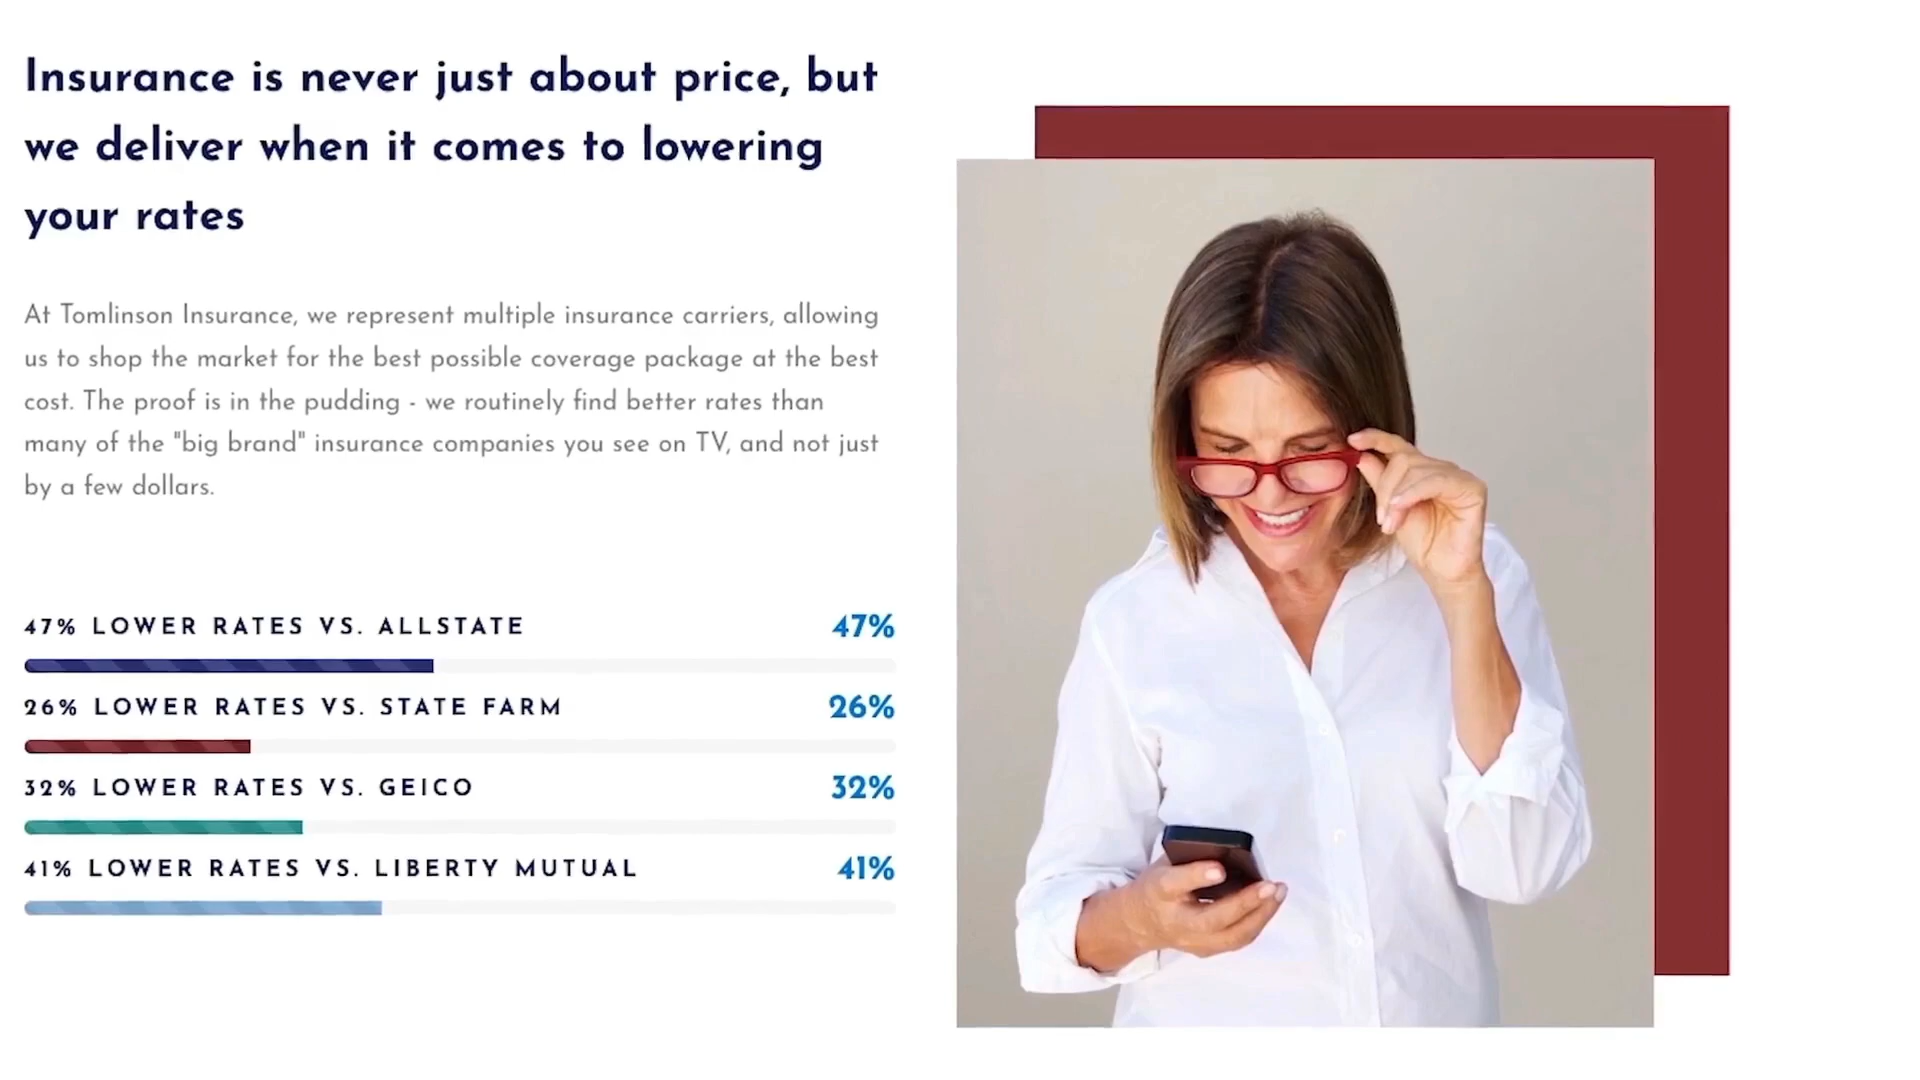 Insurance is never just about price, but
we deliver when it comes to lowering
your rates
At Tomlinson Insurance, we represent multiple insurance carriers, allowing
us to shop the market for the best possible coverage package at the best
cost. The proof is in the pudding - we routinely find better rates than
many of the "big brand" insurance companies you see on TV, and not just
by a few dollars.
47% LOWER RATES VS. ALLSTATE 47%
26% LOWER RATES VS. STATE FARM 26%
32% LOWER RATES VS. GEICO 32%
41% LOWER RATES VS. LIBERTY MUTUAL 41%